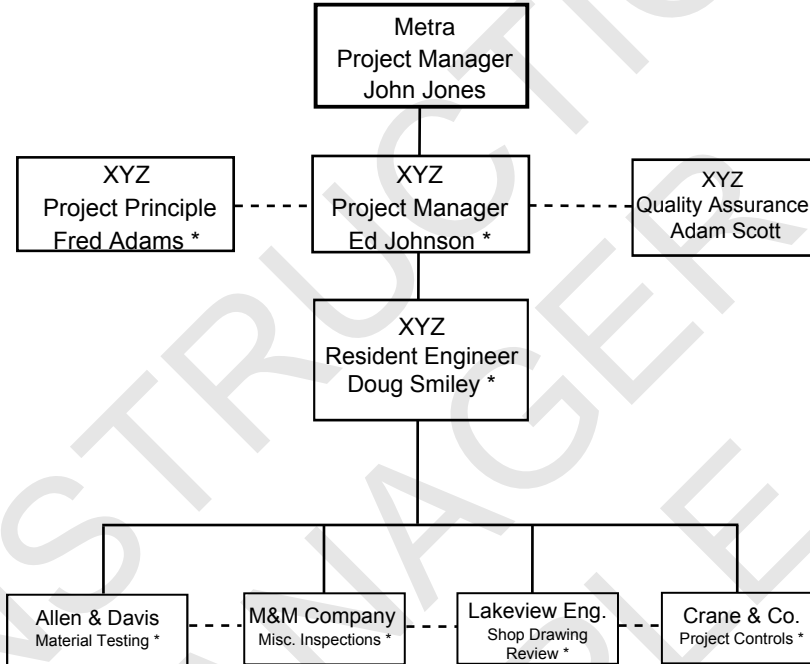 Metra
Project Manager
John Jones
XYZ
Project Principle
Fred Adams *
XYZ
Project Manager
Ed Johnson *
XYZ
Quality Assurance
Adam Scott
XYZ
Resident Engineer
Doug Smiley *
Allen & Davis
Material Testing *
M&M Company
Misc. Inspections *
Lakeview Eng.
Shop Drawing
Review *
Crane & Co.
Project Controls *